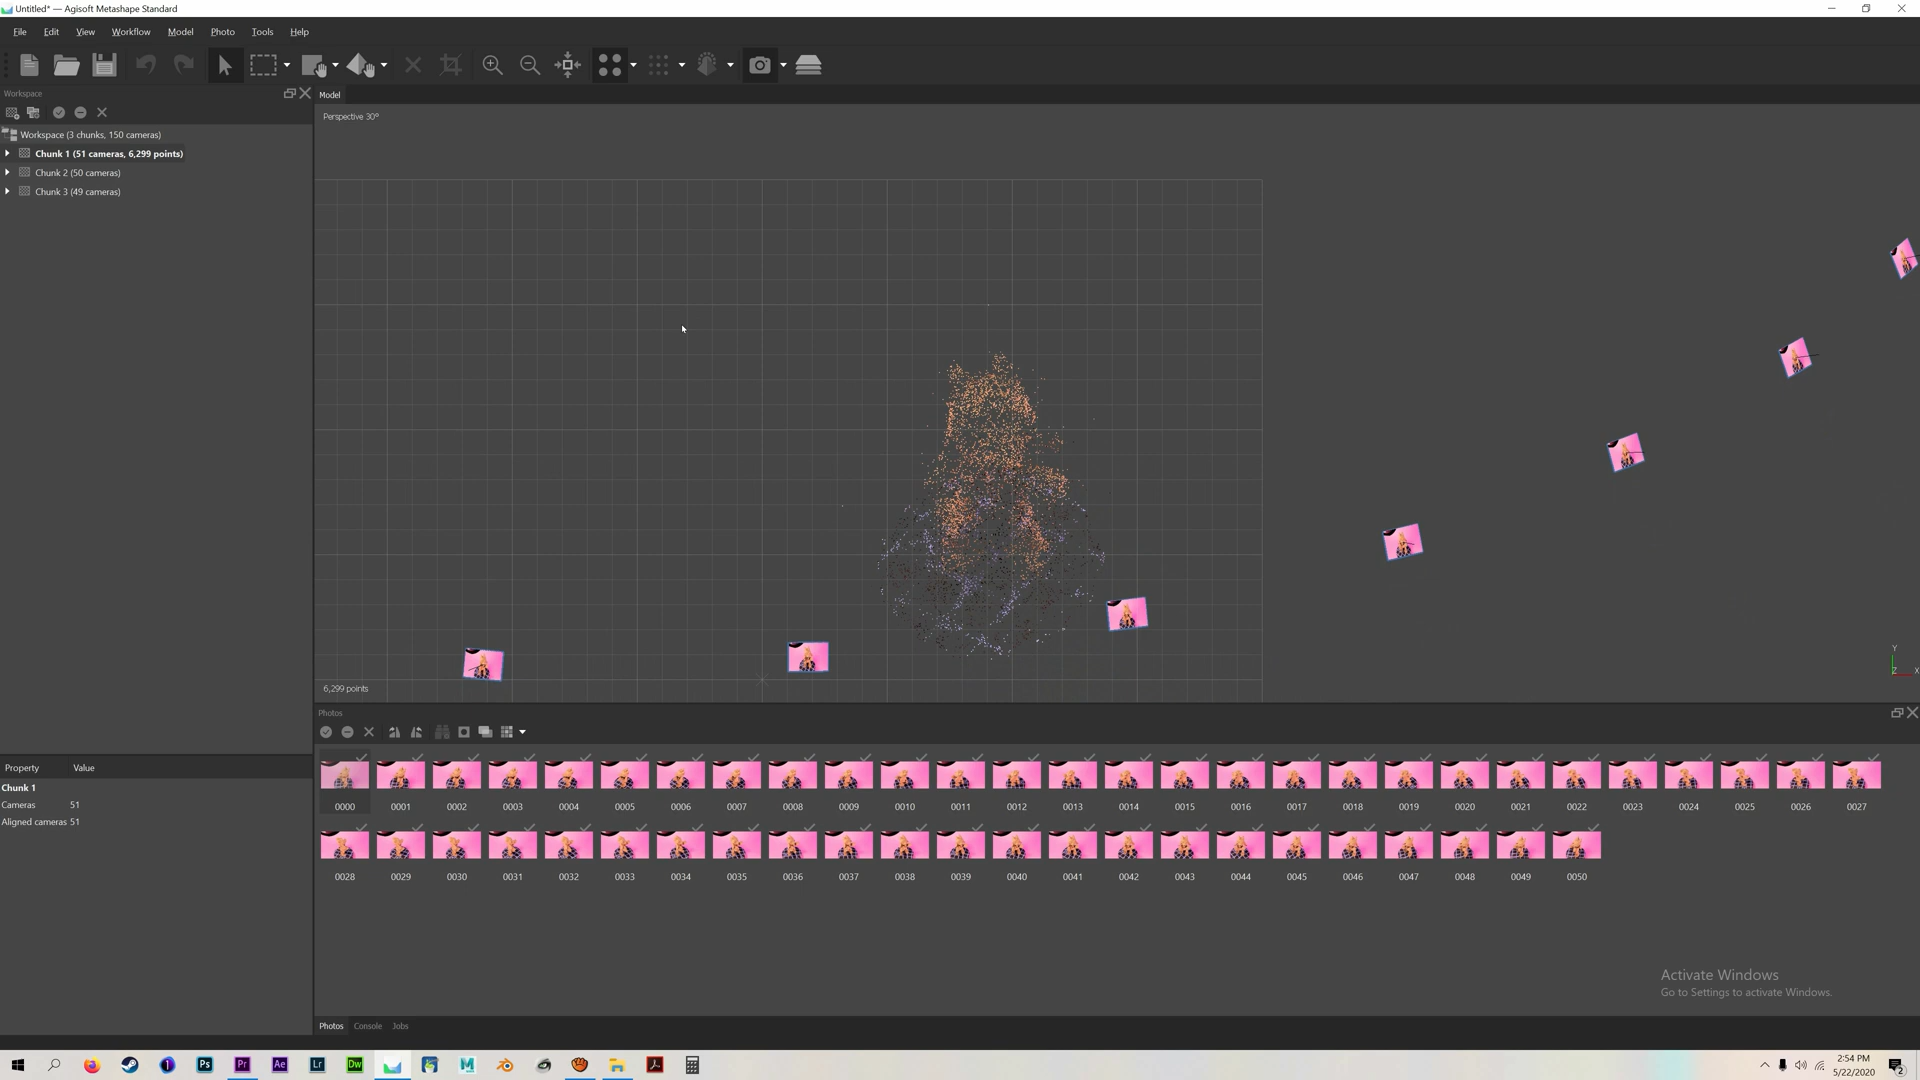 Untitled* — Agisoft Metashape Standard
File Edit View Workflow Model Photo Tools Help
Workspace
Workspace (3 chunks, 150 cameras)
Chunk 1 (51 cameras, 6,299 points)
Chunk 2 (50 cameras)
Chunk 3 (49 cameras)
Property Value
Chunk 1
Cameras 51
Aligned cameras 51
Model
Perspective 30°
6,299 points
Y
Z X
Photos
0000 0001 0002 0003 0004 0005 0006 0007 0008 0009 0010 0011 0012 0013 0014 0015 0016 0017 0018 0019 0020 0021 0022 0023 0024 0025 0026 0027
0028 0029 0030 0031 0032 0033 0034 0035 0036 0037 0038 0039 0040 0041 0042 0043 0044 0045 0046 0047 0048 0049 0050
Activate Windows
Go to Settings to activate Windows.
Photos Console Jobs
Ps Pr Ae Lr Dw M
2:54 PM
5/22/2020
2